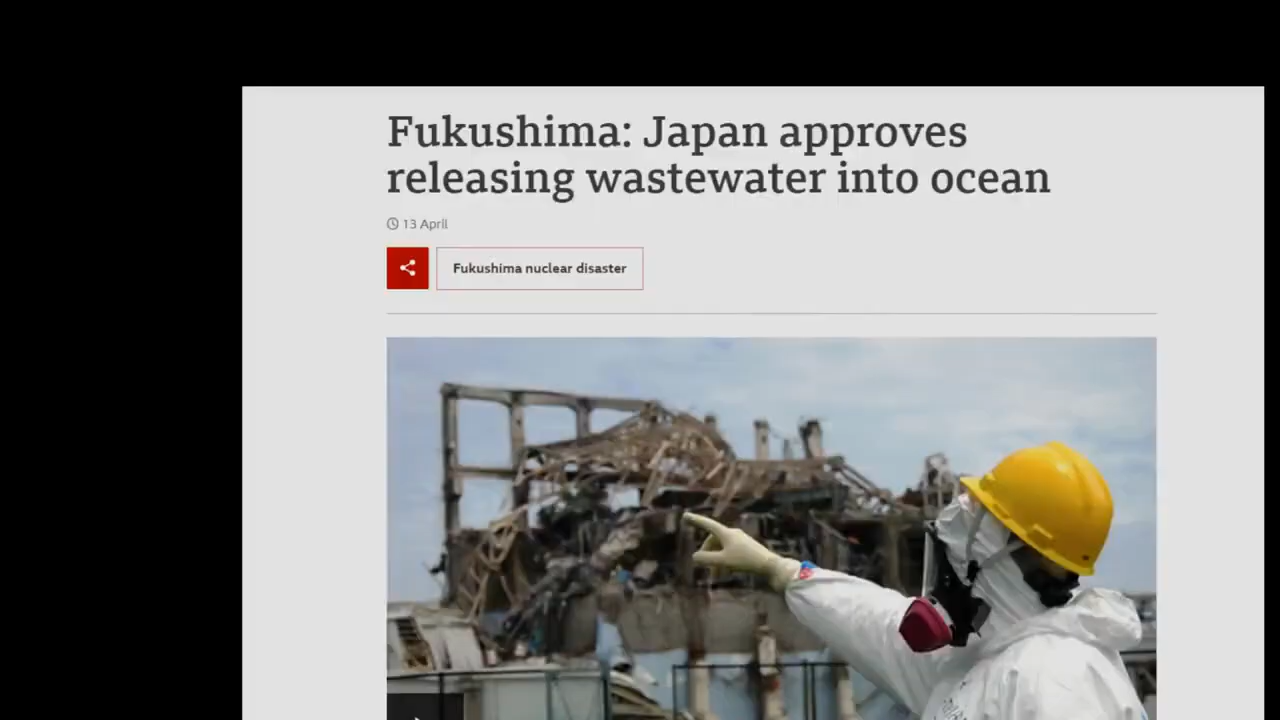 Fukushima: Japan approves
releasing wastewater into ocean
13 April
Fukushima nuclear disaster